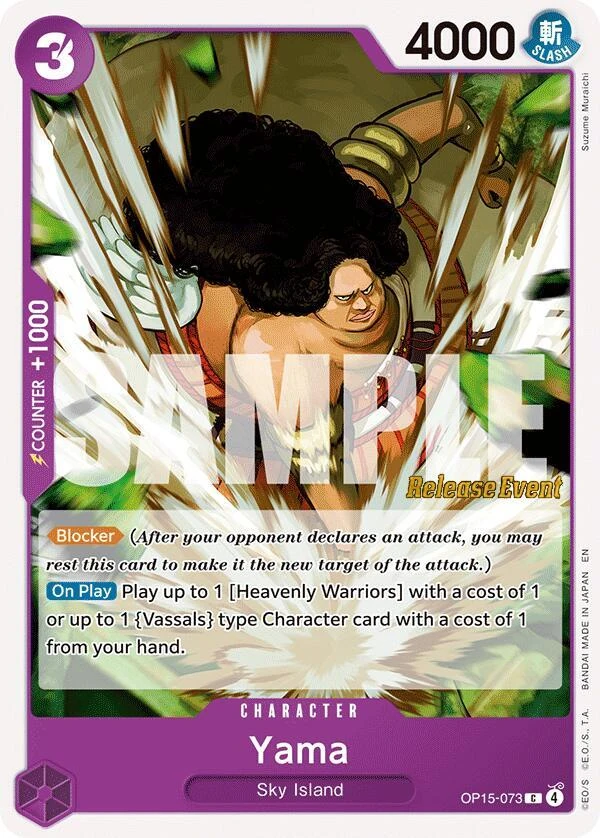 3
4000
斬
SLASH
Suzume Muraichi
COUNTER +1000
SAMPLE
Release Event
Blocker (After your opponent declares an attack, you may
rest this card to make it the new target of the attack.)
On Play Play up to 1 [Heavenly Warriors] with a cost of 1
or up to 1 {Vassals} type Character card with a cost of 1
from your hand.
CHARACTER
Yama
Sky Island
OP15-073 C 4
©EO/S ©E.O./S., T.A. BANDAI MADE IN JAPAN EN